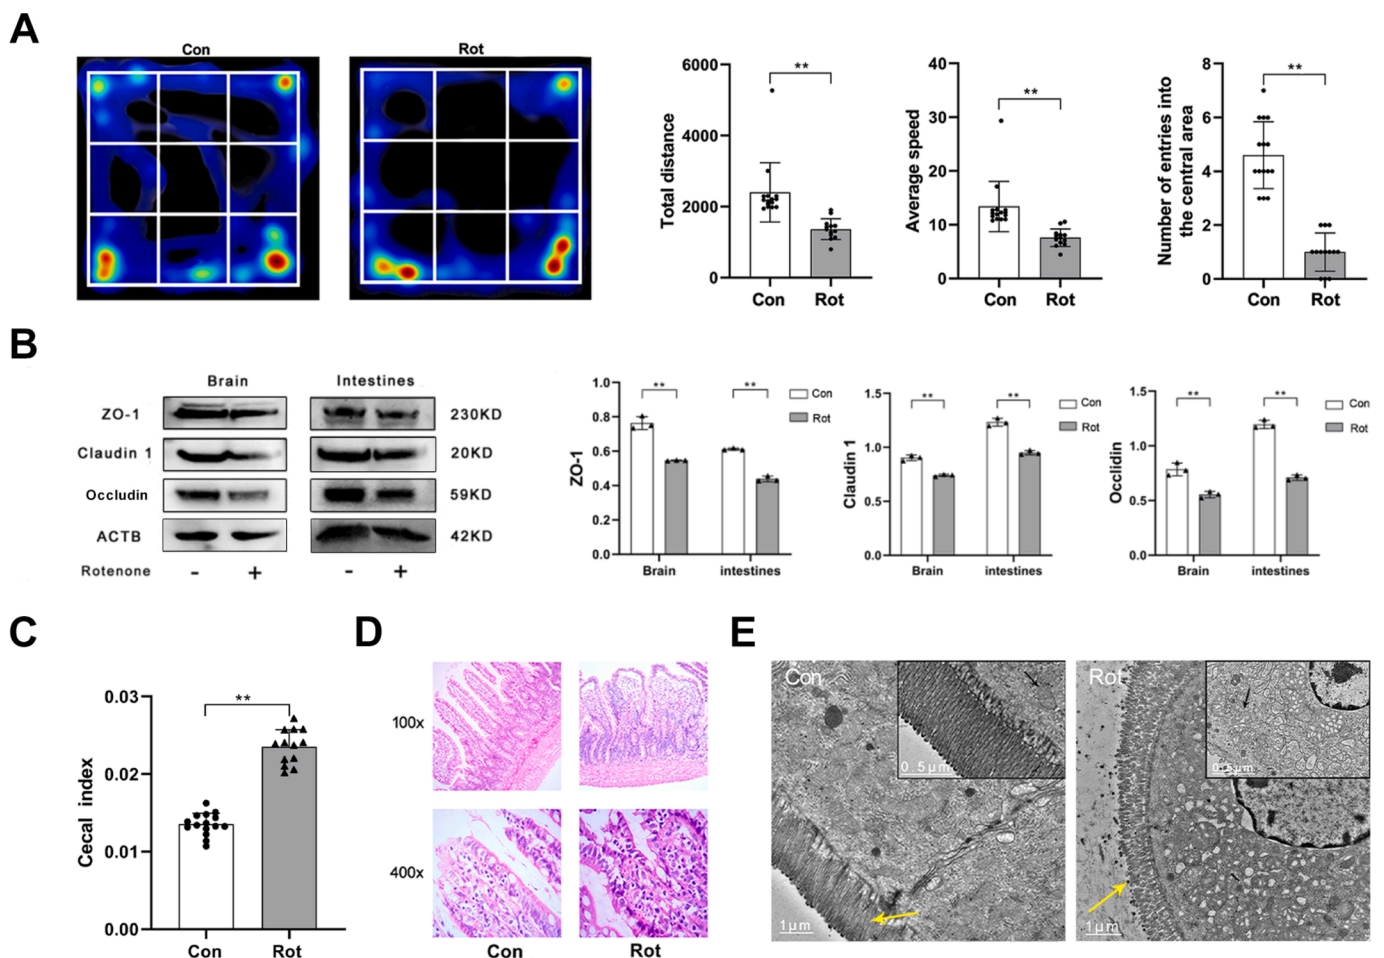 A
Con
Rot
Total distance
6000
4000
2000
0
**
Con
Rot
Average speed
40
30
20
10
0
**
Con
Rot
Number of entries into
the central area
8
6
4
2
0
**
Con
Rot
B
Brain
Intestines
ZO-1
230KD
Claudin 1
20KD
Occludin
59KD
ACTB
42KD
Rotenone - + - +
ZO-1
1.0
0.8
0.6
0.4
0.2
0.0
** **
Con
Rot
Brain intestines
Claudin 1
1.5
1.0
0.5
0.0
** **
Con
Rot
Brain intestines
Occlidin
1.5
1.0
0.5
0.0
** **
Con
Rot
Brain intestines
C
Cecal index
0.03
0.02
0.01
0.00
**
Con
Rot
D
100x
400x
Con
Rot
E
Con
0.5μm
1μm
Rot
0.5μm
1μm